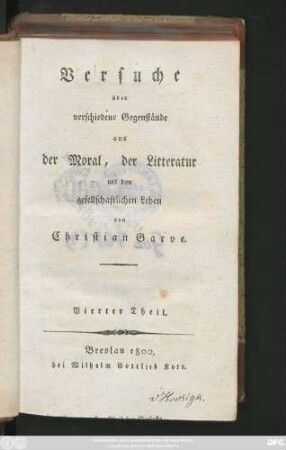 Versuche
über
verschiedene Gegenstände
aus
der Moral, der Litteratur
und dem
gesellschaftlichen Leben
von
Christian Garve.
Vierter Theil.
Breslau 1800,
bei Wilhelm Gottlieb Korn.